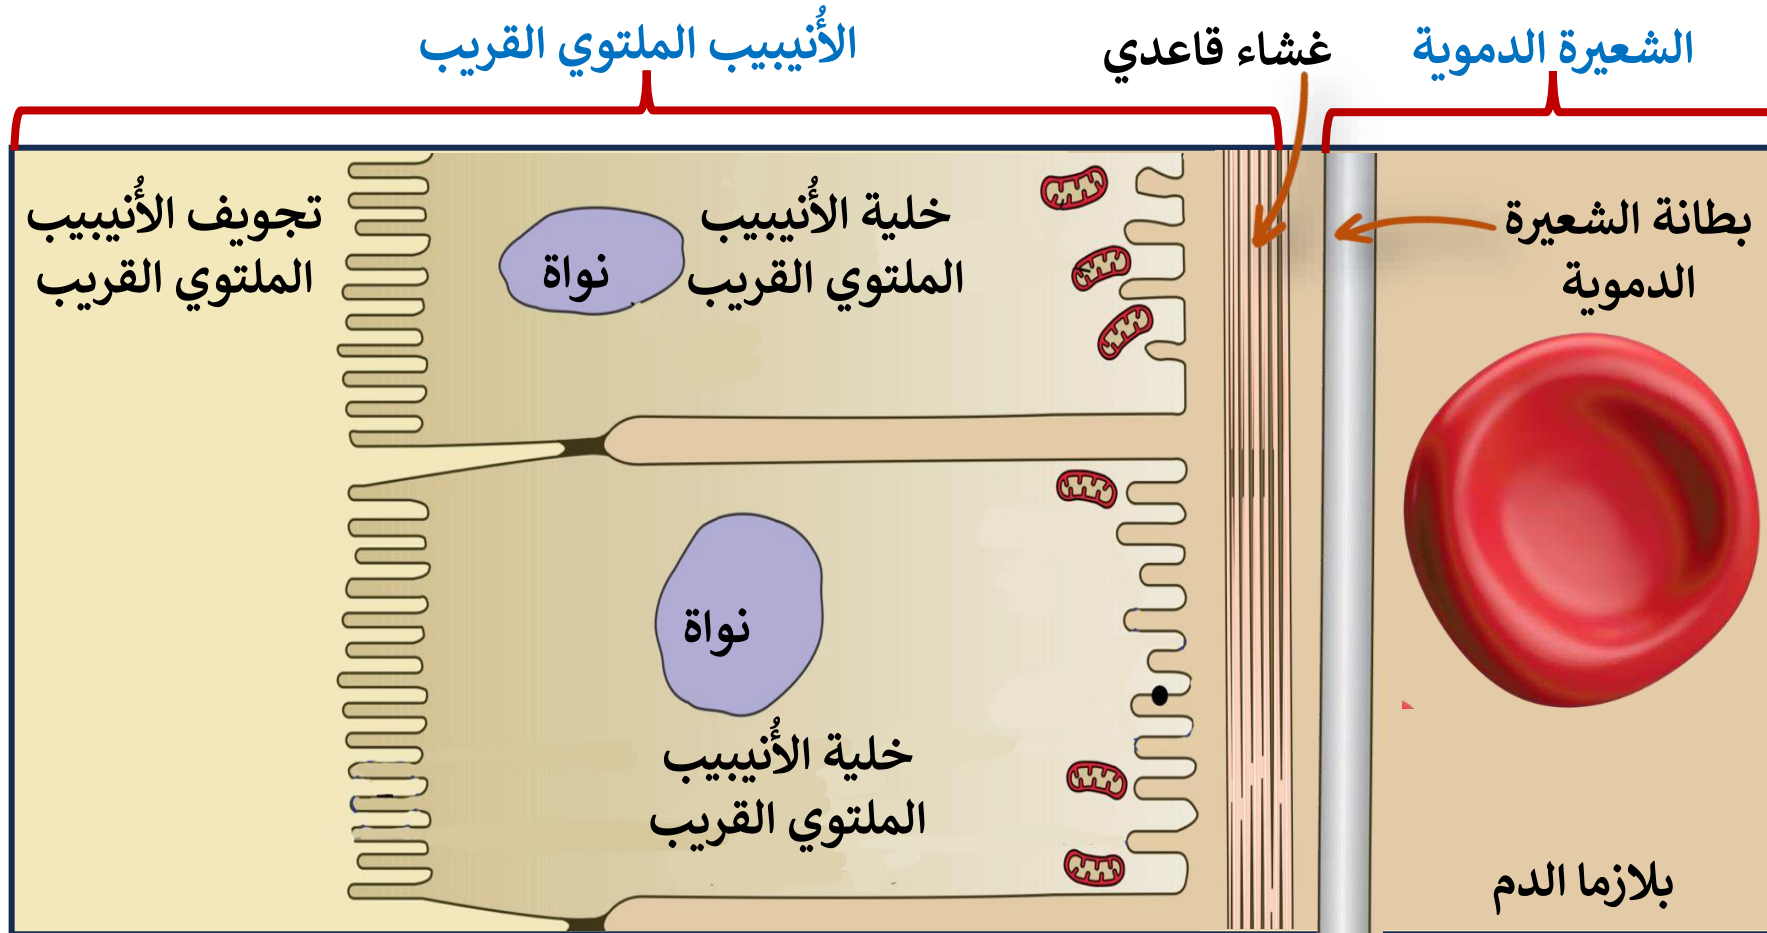 الشعيرة الدموية
غشاء قاعدي
الأُنيبيب الملتوي القريب
بطانة الشعيرة
الدموية
خلية الأُنيبيب
الملتوي القريب
نواة
تجويف الأُنيبيب
الملتوي القريب
نواة
خلية الأُنيبيب
الملتوي القريب
بلازما الدم